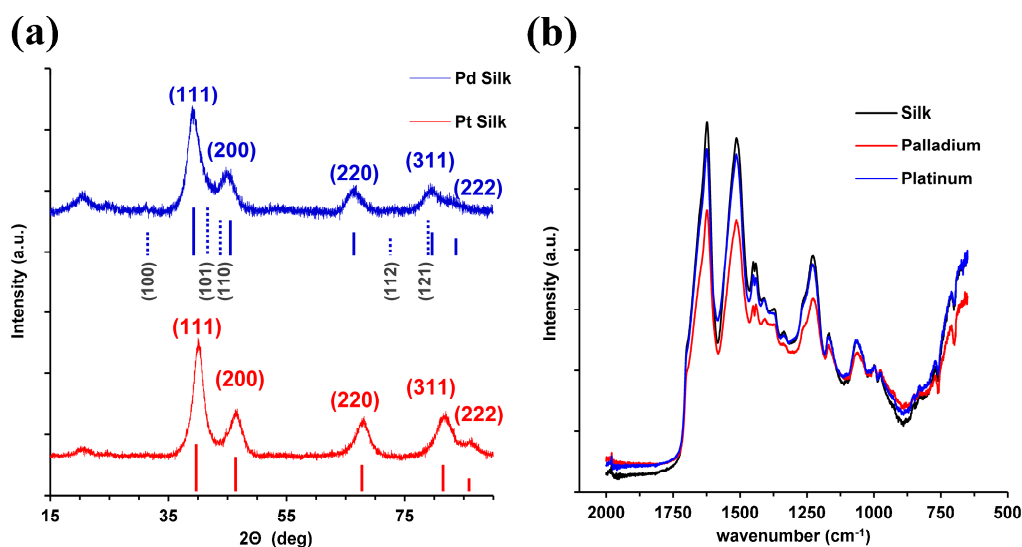 (a)
Intensity (a.u.)
Pd Silk
Pt Silk
(111)
(200)
(220)
(311)
(222)
(100)
(101)
(110)
(112)
(121)
(111)
(200)
(220)
(311)
(222)
15
35
55
75
2Θ (deg)
(b)
Intensity (a.u.)
Silk
Palladium
Platinum
2000
1750
1500
1250
1000
750
500
wavenumber (cm⁻¹)